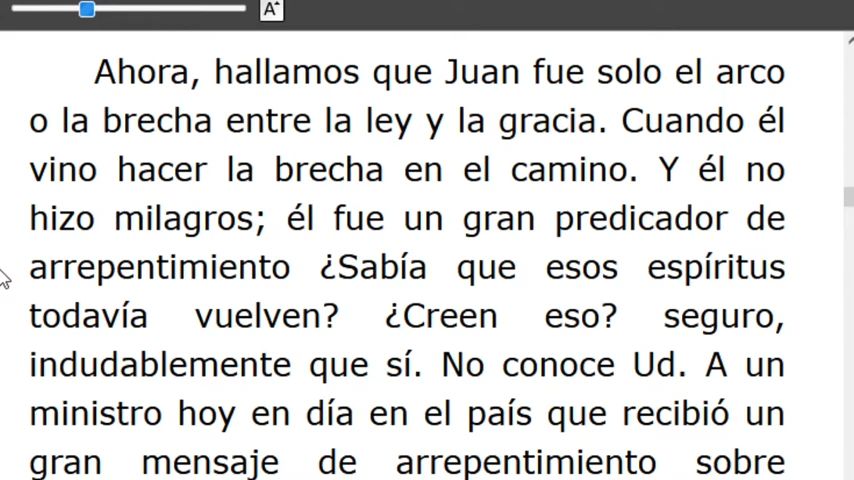 A
Ahora, hallamos que Juan fue solo el arco
o la brecha entre la ley y la gracia. Cuando él
vino hacer la brecha en el camino. Y él no
hizo milagros; él fue un gran predicador de
arrepentimiento ¿Sabía que esos espíritus
todavía vuelven? ¿Creen eso? seguro,
indudablemente que sí. No conoce Ud. A un
ministro hoy en día en el país que recibió un
gran mensaje de arrepentimiento sobre